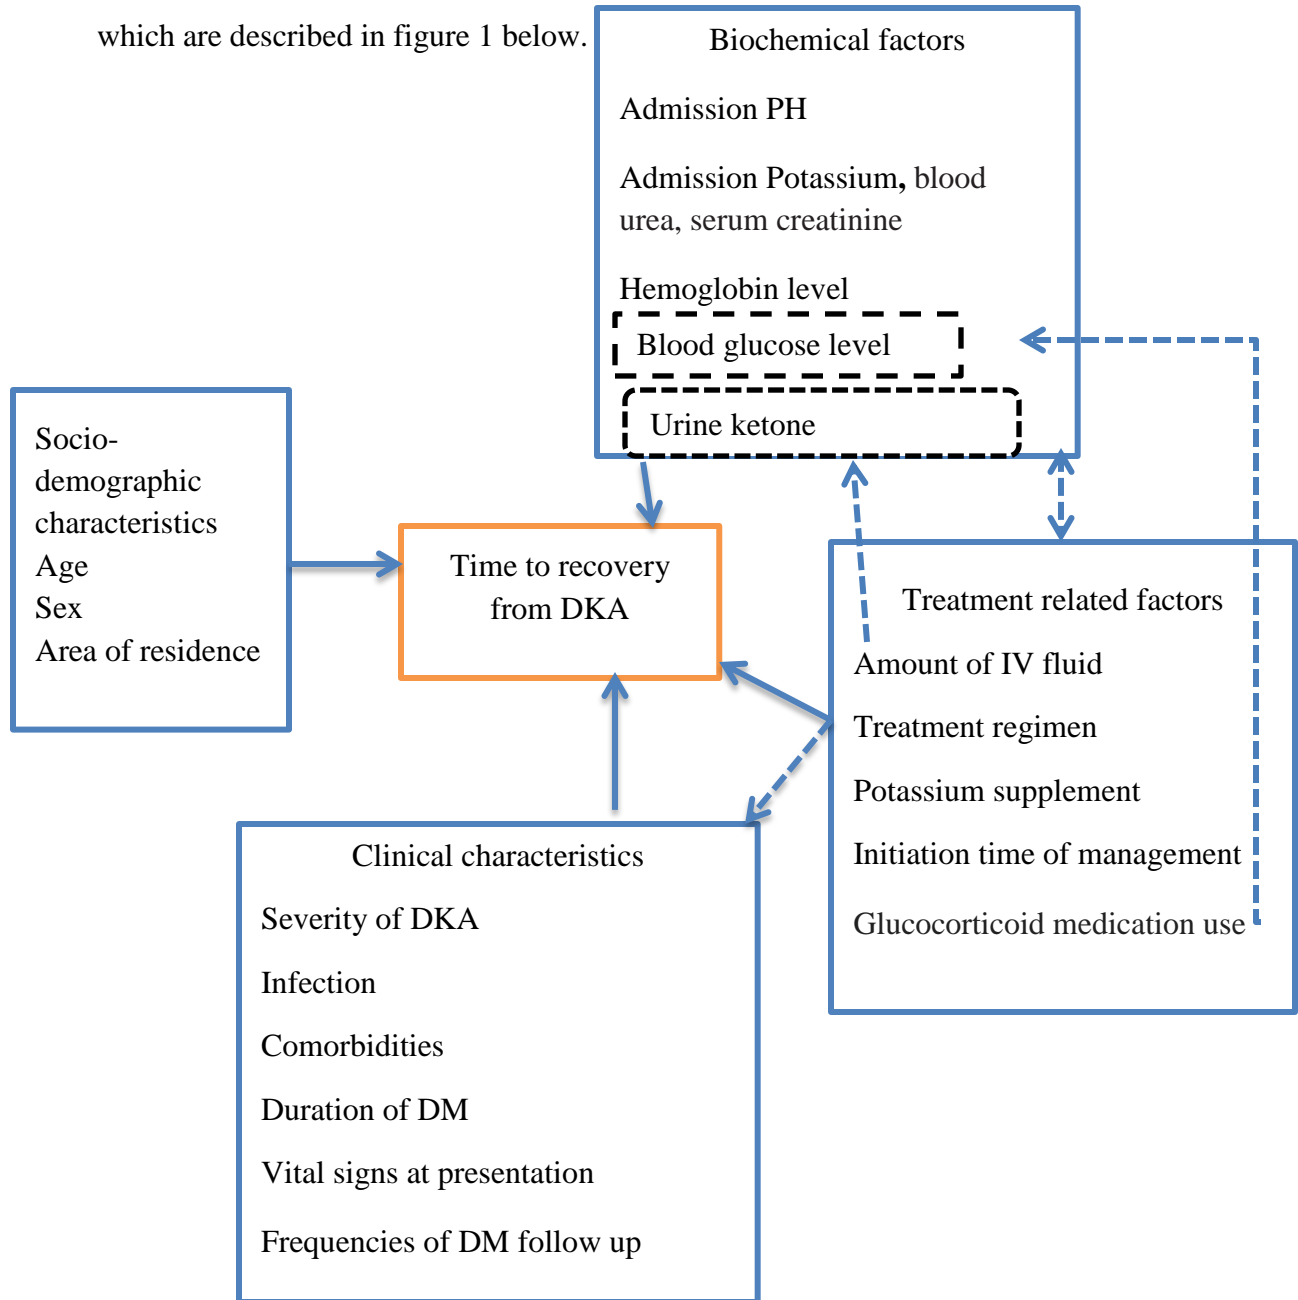 which are described in figure 1 below.
Biochemical factors
Admission PH
Admission Potassium, blood
urea, serum creatinine
Hemoglobin level
Blood glucose level
Urine ketone
Socio-
demographic
characteristics
Age
Sex
Area of residence
Time to recovery
from DKA
Treatment related factors
Amount of IV fluid
Treatment regimen
Potassium supplement
Initiation time of management
Glucocorticoid medication use
Clinical characteristics
Severity of DKA
Infection
Comorbidities
Duration of DM
Vital signs at presentation
Frequencies of DM follow up